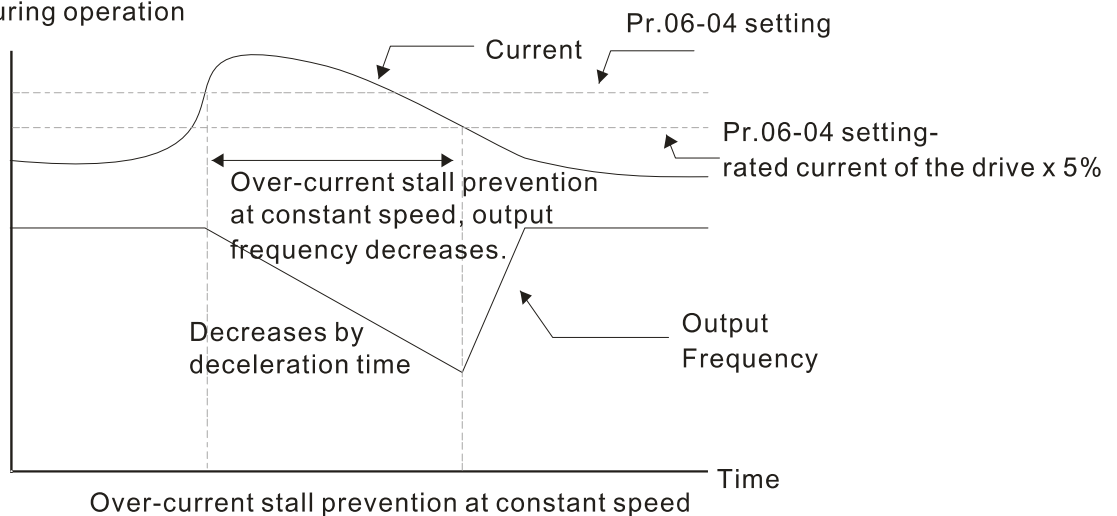 operation
Pr.06-04 setting
Current
Pr.06-04 setting-
rated current of the drive x 5%
Over-current stall prevention
at constant speed, output
frequency decreases.
Decreases by
deceleration time
Output
Frequency
Time
Over-current stall prevention at constant speed